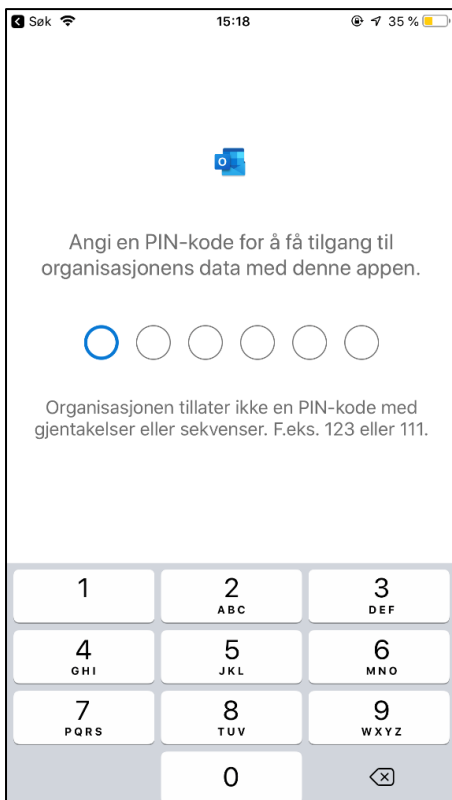 Søk 15:18 35 %
O
Angi en PIN-kode for å få tilgang til
organisasjonens data med denne appen.
Organisasjonen tillater ikke en PIN-kode med
gjentakelser eller sekvenser. F.eks. 123 eller 111.
1 2 3
ABC DEF
4 5 6
GHI JKL MNO
7 8 9
PQRS TUV WXYZ
0